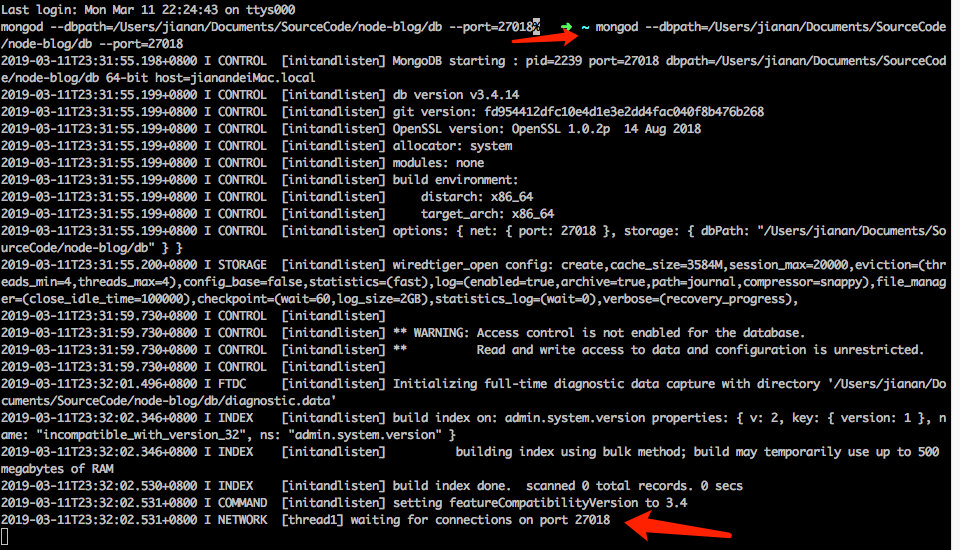 Last login: Mon Mar 11 22:24:43 on ttys000
mongod --dbpath=/Users/jianan/Documents/SourceCode/node-blog/db --port=27018%  ➜ ~ mongod --dbpath=/Users/jianan/Documents/SourceCode
/node-blog/db --port=27018
2019-03-11T23:31:55.198+0800 I CONTROL  [initandlisten] MongoDB starting : pid=2239 port=27018 dbpath=/Users/jianan/Documents/SourceCod
e/node-blog/db 64-bit host=jianandeiMac.local
2019-03-11T23:31:55.199+0800 I CONTROL  [initandlisten] db version v3.4.14
2019-03-11T23:31:55.199+0800 I CONTROL  [initandlisten] git version: fd954412dfc10e4d1e3e2dd4fac040f8b476b268
2019-03-11T23:31:55.199+0800 I CONTROL  [initandlisten] OpenSSL version: OpenSSL 1.0.2p  14 Aug 2018
2019-03-11T23:31:55.199+0800 I CONTROL  [initandlisten] allocator: system
2019-03-11T23:31:55.199+0800 I CONTROL  [initandlisten] modules: none
2019-03-11T23:31:55.199+0800 I CONTROL  [initandlisten] build environment:
2019-03-11T23:31:55.199+0800 I CONTROL  [initandlisten]     distarch: x86_64
2019-03-11T23:31:55.199+0800 I CONTROL  [initandlisten]     target_arch: x86_64
2019-03-11T23:31:55.199+0800 I CONTROL  [initandlisten] options: { net: { port: 27018 }, storage: { dbPath: "/Users/jianan/Documents/So
urceCode/node-blog/db" } }
2019-03-11T23:31:55.200+0800 I STORAGE  [initandlisten] wiredtiger_open config: create,cache_size=3584M,session_max=20000,eviction=(thre
ads_min=4,threads_max=4),config_base=false,statistics=(fast),log=(enabled=true,archive=true,path=journal,compressor=snappy),file_manag
er=(close_idle_time=100000),checkpoint=(wait=60,log_size=2GB),statistics_log=(wait=0),verbose=(recovery_progress),
2019-03-11T23:31:59.730+0800 I CONTROL  [initandlisten]
2019-03-11T23:31:59.730+0800 I CONTROL  [initandlisten] ** WARNING: Access control is not enabled for the database.
2019-03-11T23:31:59.730+0800 I CONTROL  [initandlisten] **          Read and write access to data and configuration is unrestricted.
2019-03-11T23:31:59.730+0800 I CONTROL  [initandlisten]
2019-03-11T23:32:01.496+0800 I FTDC     [initandlisten] Initializing full-time diagnostic data capture with directory '/Users/jianan/Do
cuments/SourceCode/node-blog/db/diagnostic.data'
2019-03-11T23:32:02.346+0800 I INDEX    [initandlisten] build index on: admin.system.version properties: { v: 2, key: { version: 1 }, n
ame: "incompatible_with_version_32", ns: "admin.system.version" }
2019-03-11T23:32:02.346+0800 I INDEX    [initandlisten]          building index using bulk method; build may temporarily use up to 500
megabytes of RAM
2019-03-11T23:32:02.530+0800 I INDEX    [initandlisten] build index done.  scanned 0 total records. 0 secs
2019-03-11T23:32:02.531+0800 I COMMAND  [initandlisten] setting featureCompatibilityVersion to 3.4
2019-03-11T23:32:02.531+0800 I NETWORK  [thread1] waiting for connections on port 27018